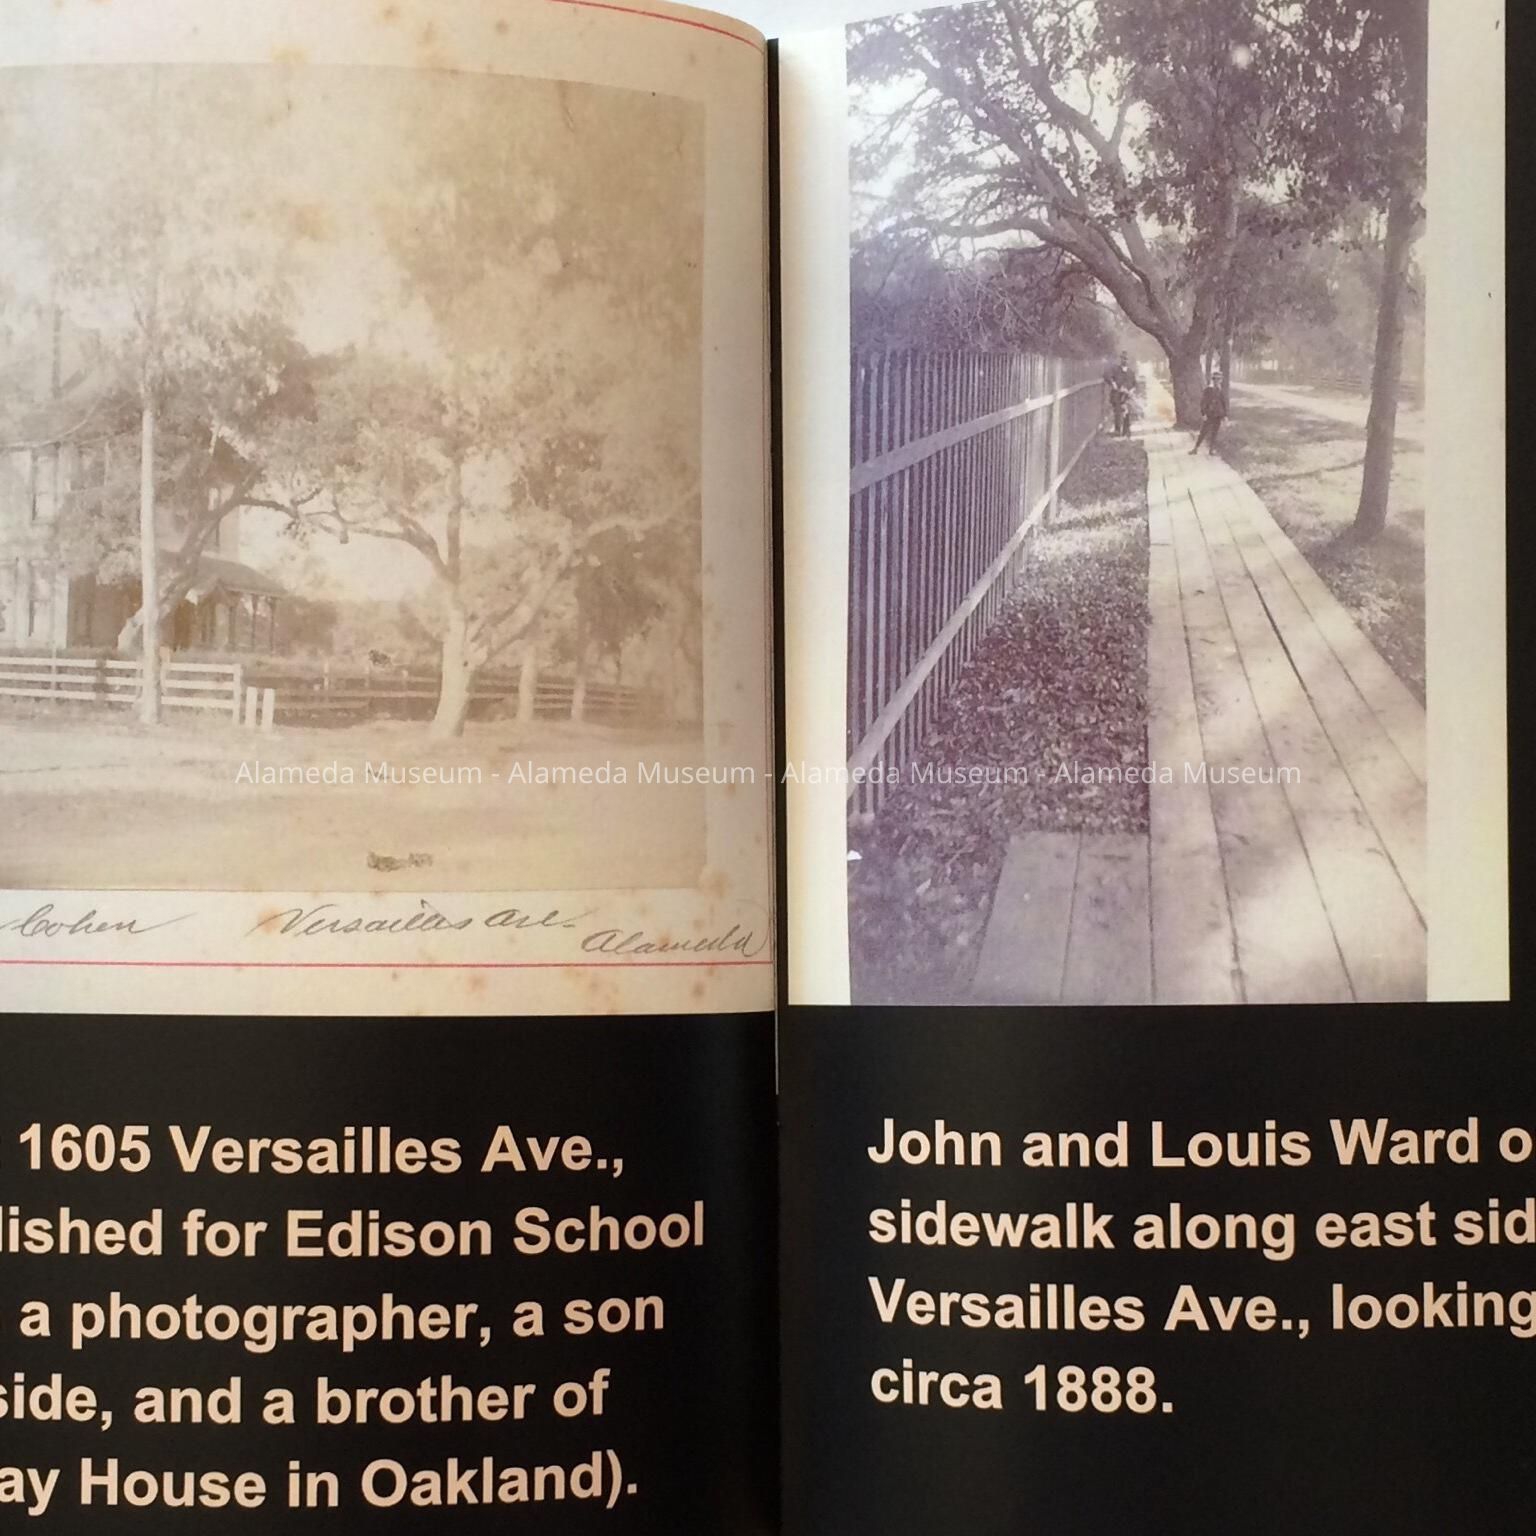 Cohen Versailles Ave.
Alameda
Alameda Museum - Alameda Museum - Alameda Museum - Alameda Museum
1605 Versailles Ave.,
lished for Edison School
a photographer, a son
side, and a brother of
ay House in Oakland).
John and Louis Ward o
sidewalk along east sid
Versailles Ave., looking
circa 1888.